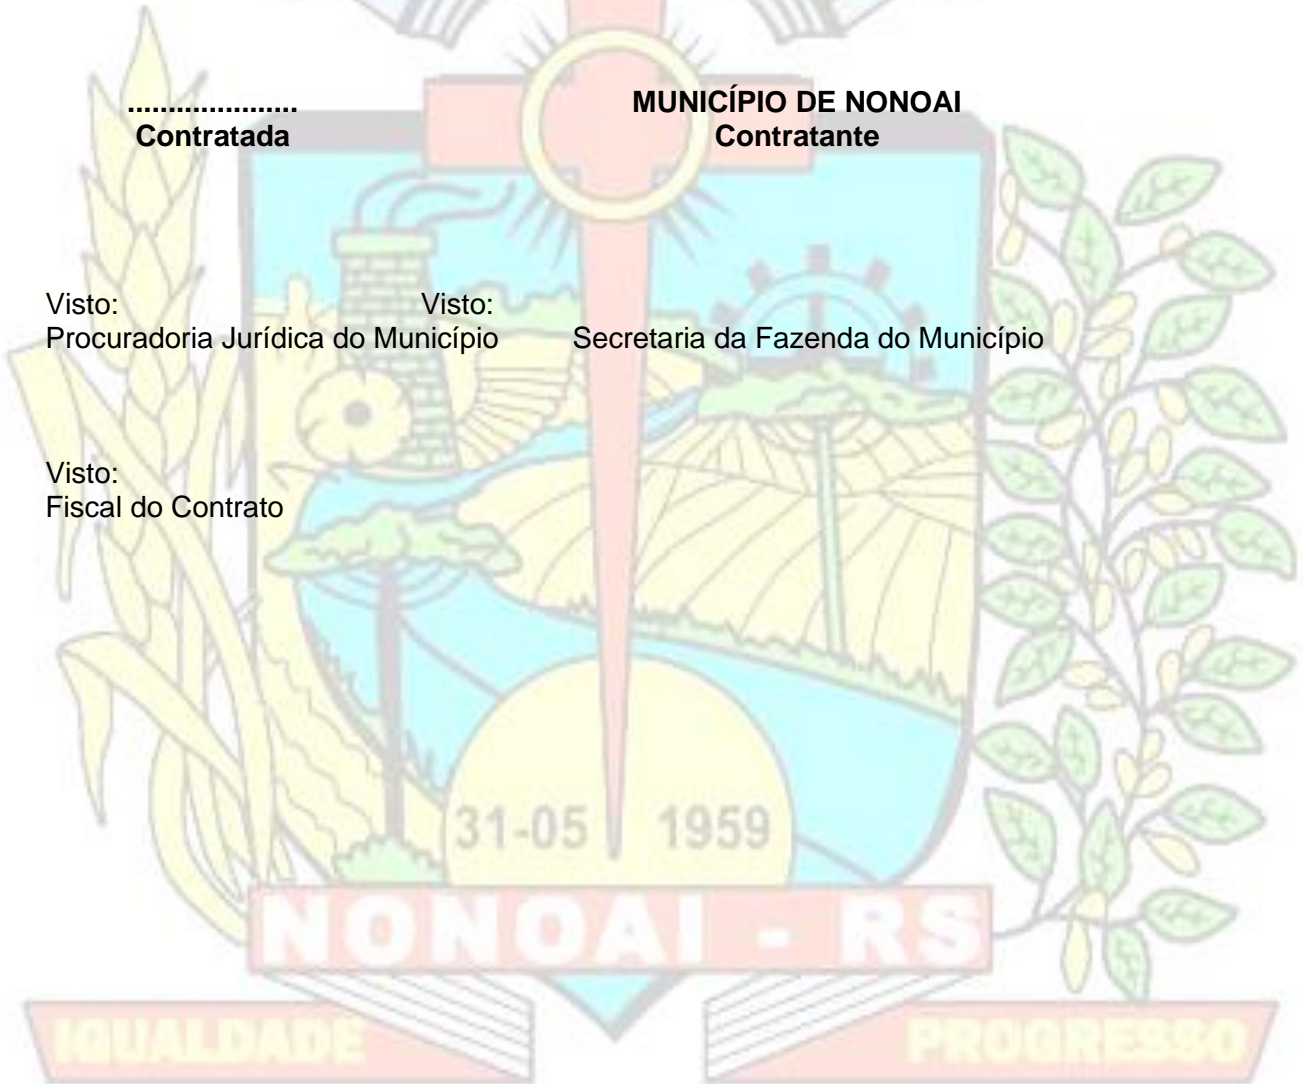 ..................... MUNICÍPIO DE NONOAI
Contratada Contratante
Visto: Visto:
Procuradoria Jurídica do Município Secretaria da Fazenda do Município
Visto:
Fiscal do Contrato
31-05 1959
NONOAI - RS
IGUALDADE PROGRESSO